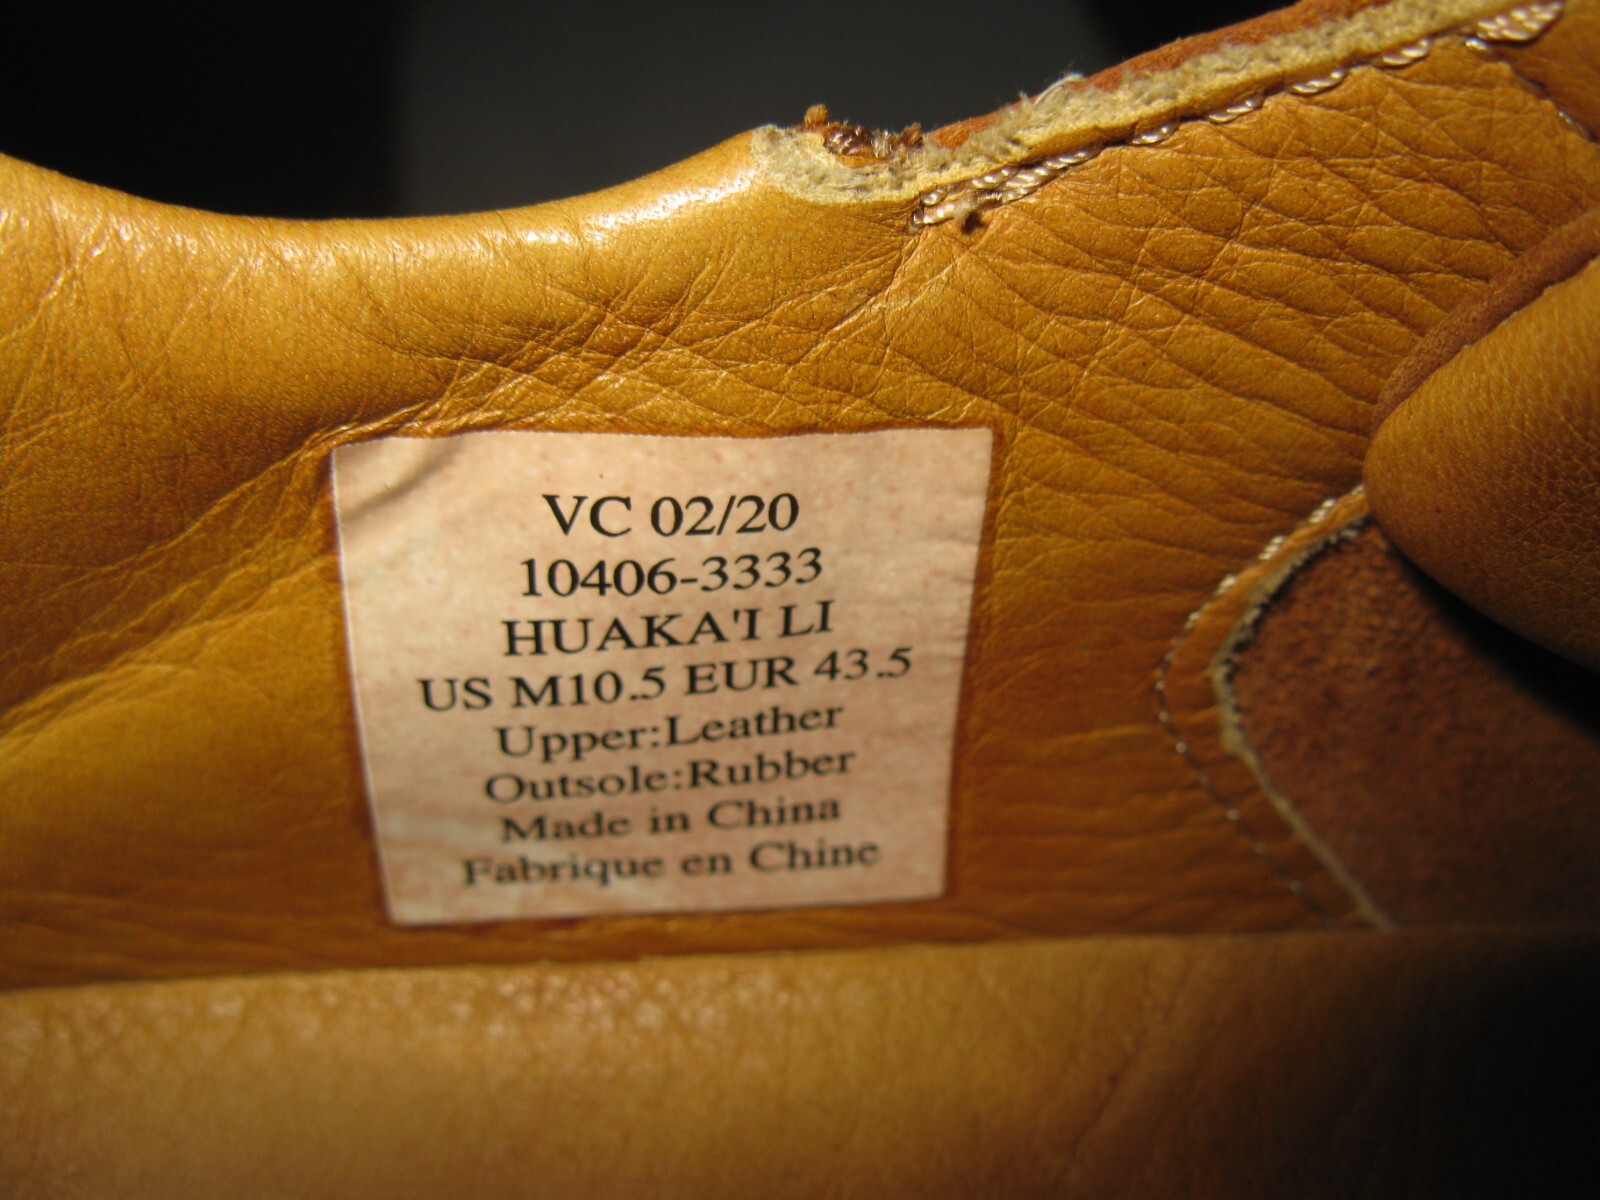 VC 02/20
10406-3333
HUAKA'I LI
US M10.5 EUR 43.5
Upper:Leather
Outsole:Rubber
Made in China
Fabrique en Chine